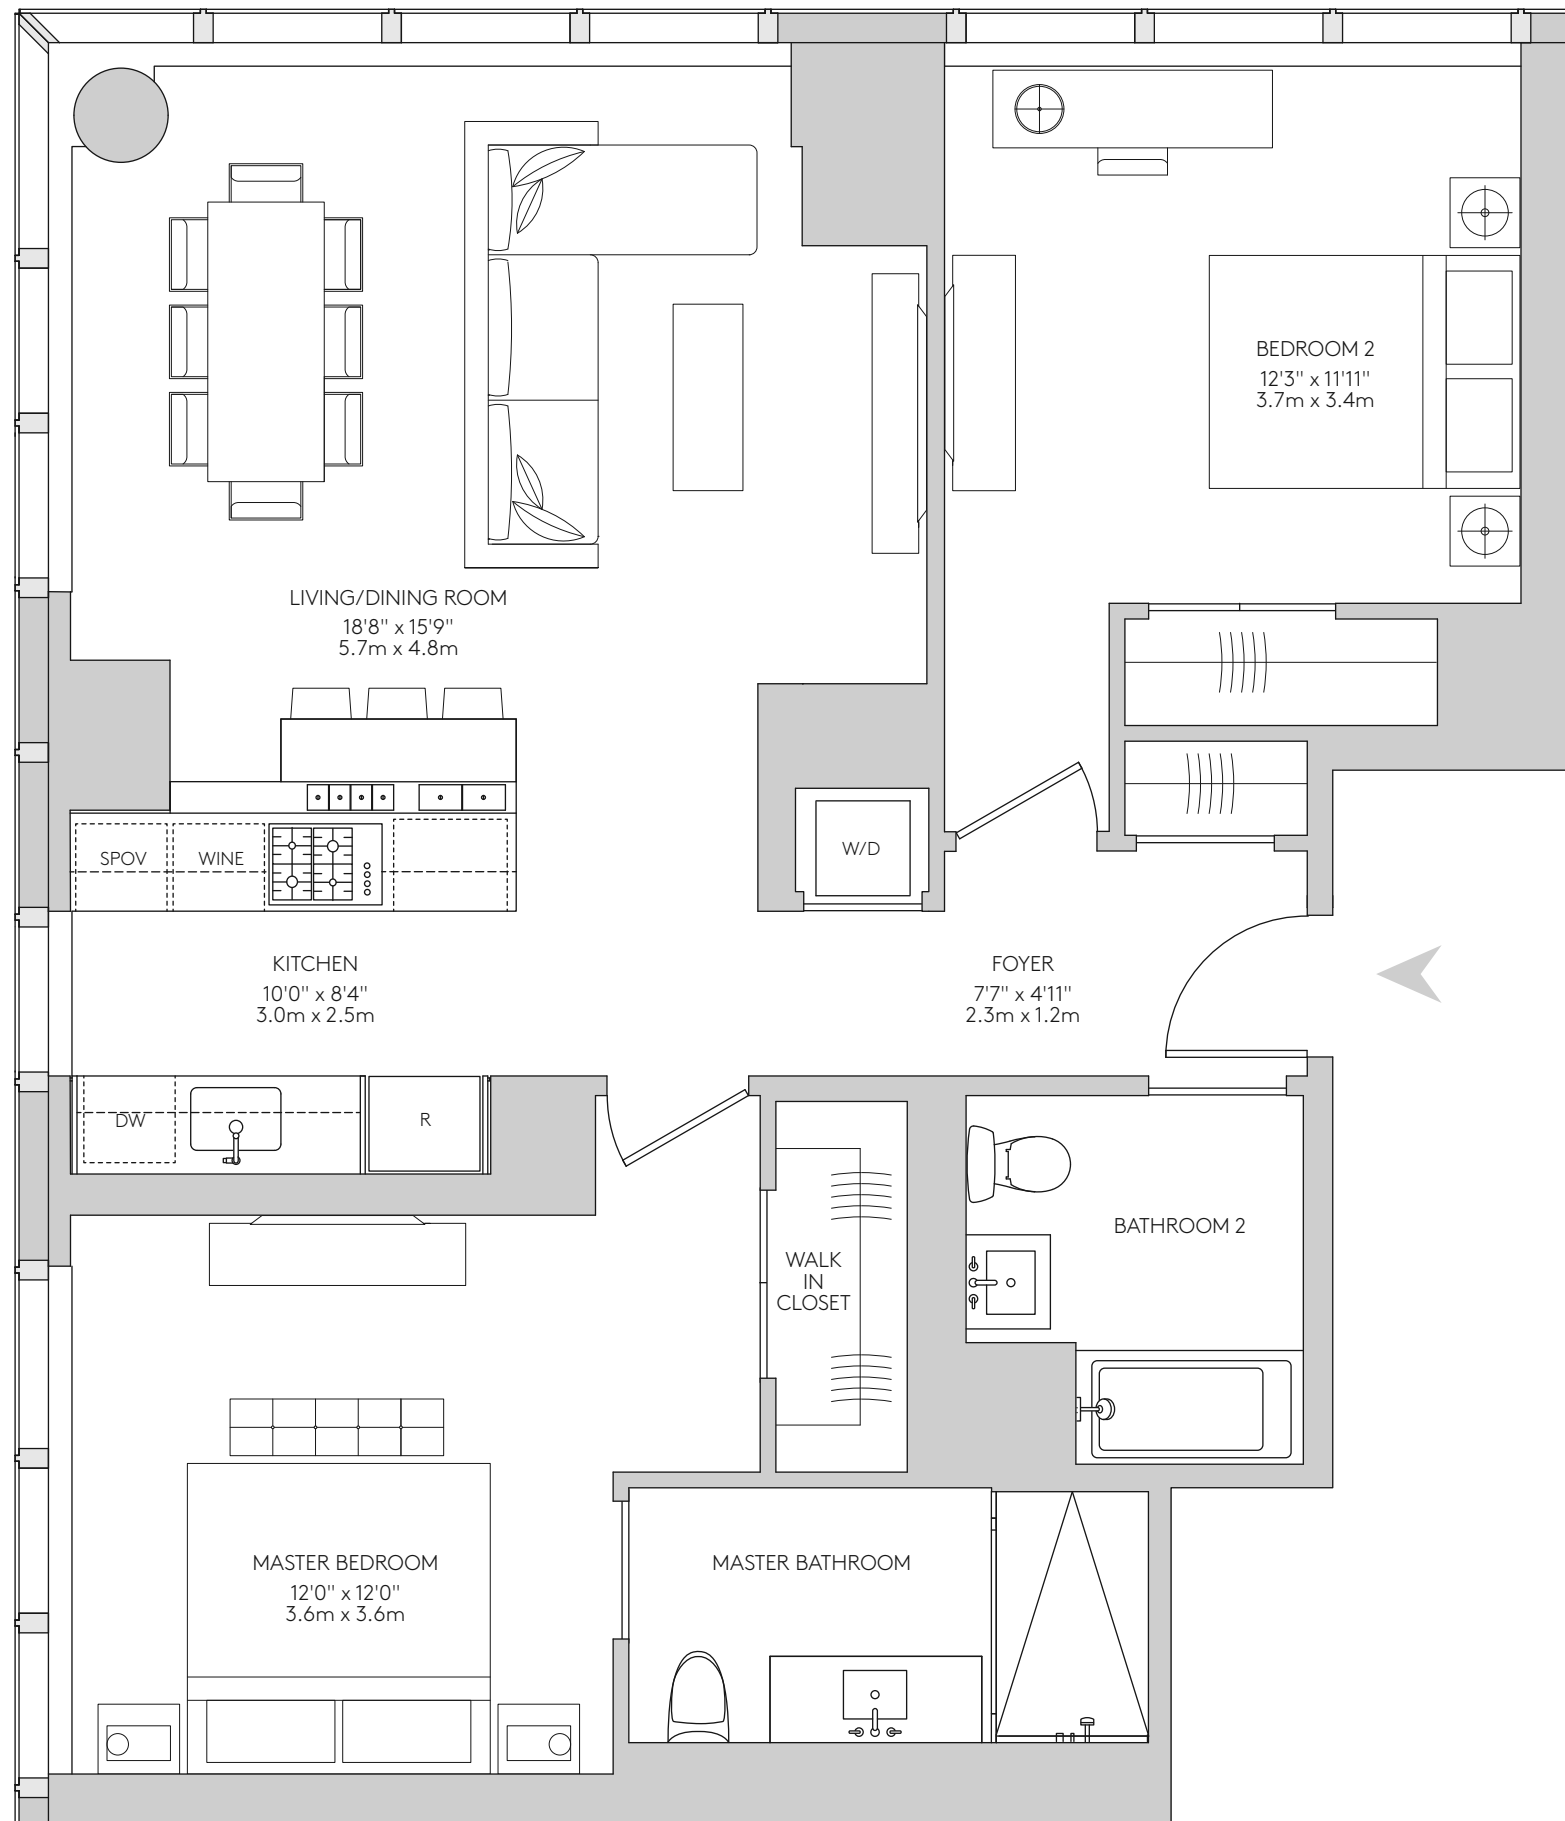 BEDROOM 2
12'3" x 11'11"
3.7m x 3.4m
LIVING/DINING ROOM
18'8" x 15'9"
5.7m x 4.8m
SPOV
WINE
W/D
KITCHEN
10'0" x 8'4"
3.0m x 2.5m
FOYER
7'7" x 4'11"
2.3m x 1.2m
DW
R
BATHROOM 2
WALK
IN
CLOSET
MASTER BEDROOM
12'0" x 12'0"
3.6m x 3.6m
MASTER BATHROOM